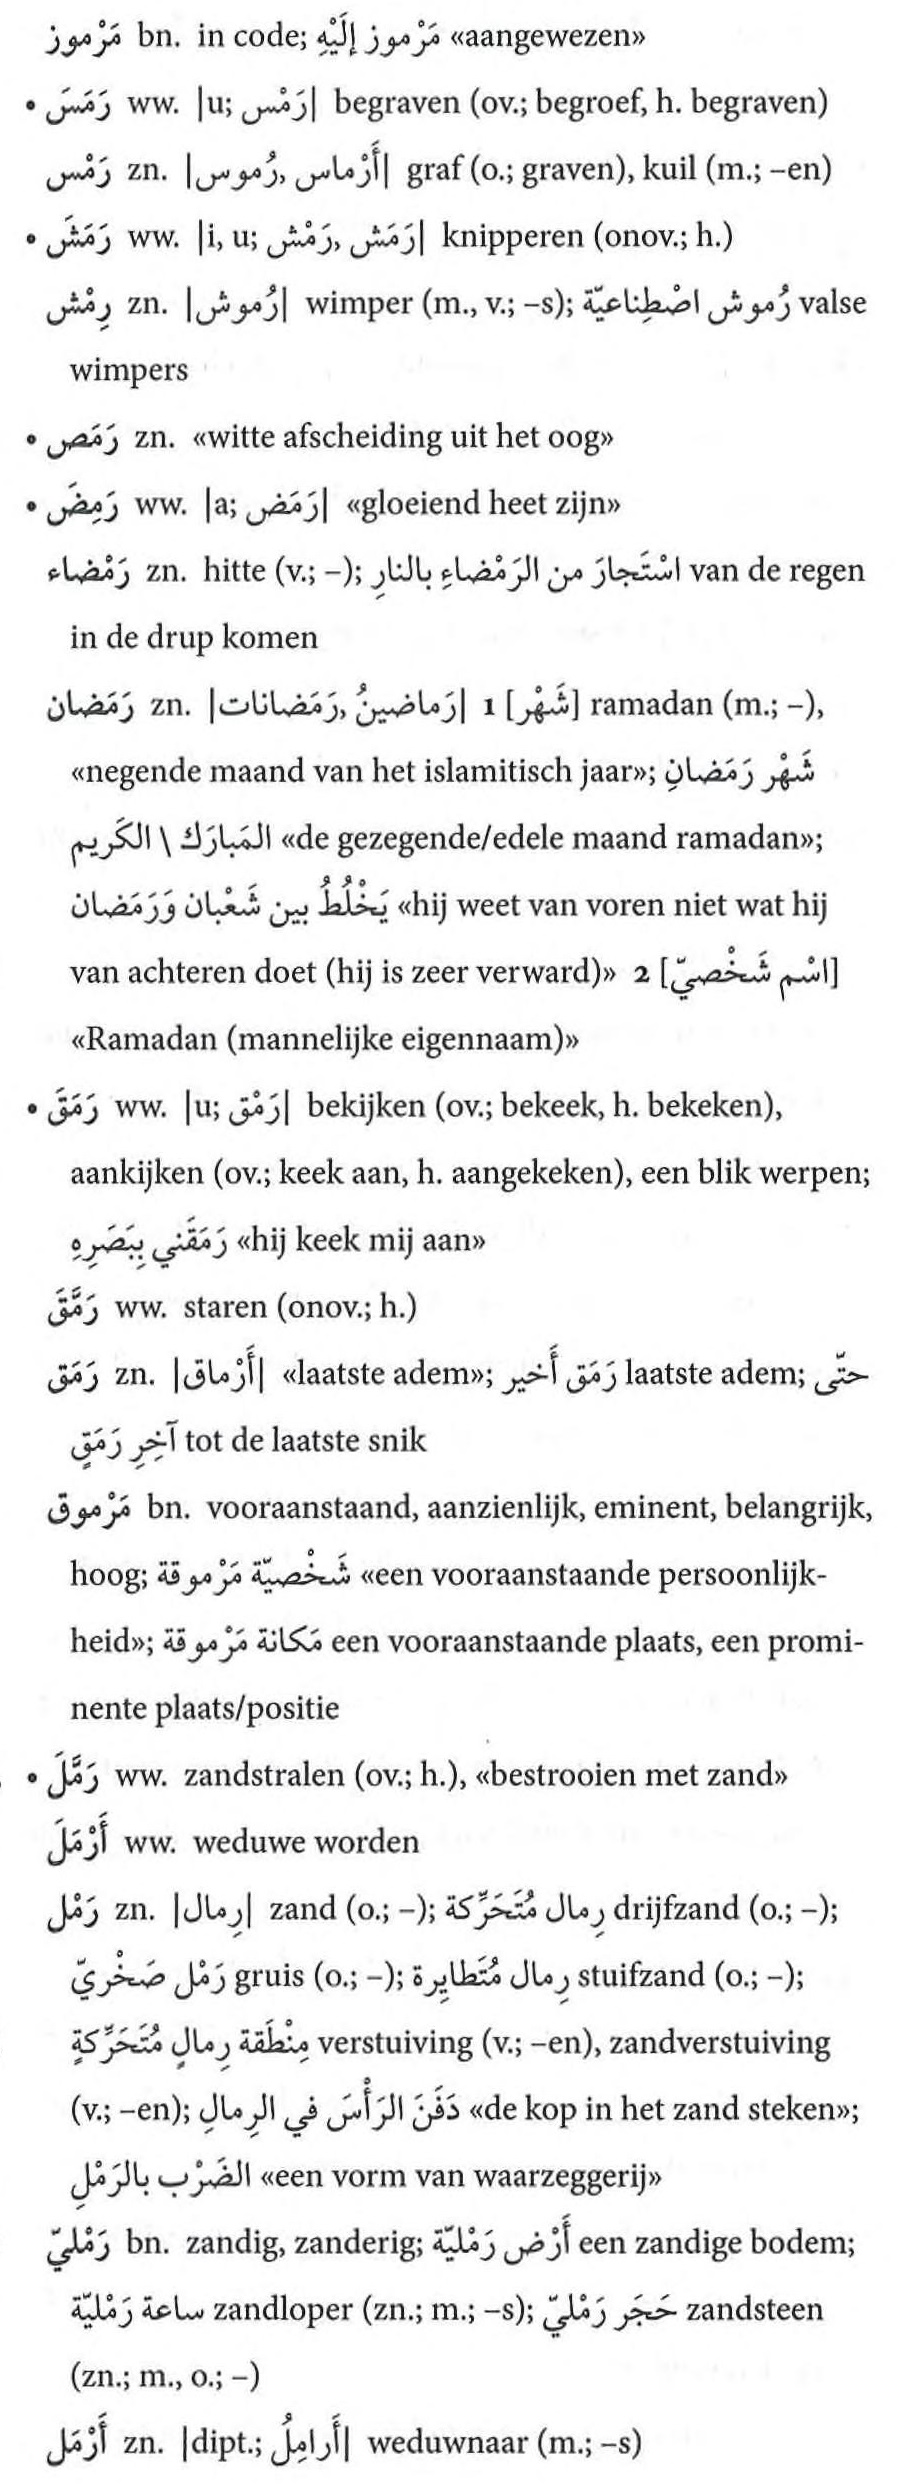 مَرْموز bn. in code; مَرْموز إلَيْهِ «aangewezen»
• رَمَسَ ww. |u; رَمْس| begraven (ov.; begroef, h. begraven)
رَمْس zn. |أَرْماس, رُموس| graf (o.; graven), kuil (m.; –en)
• رَمَشَ ww. |i, u; رَمَش, رَمْش| knipperen (onov.; h.)
رِمْش zn. |رُموش| wimper (m., v.; –s); رُموش اصْطِناعيّة valse
wimpers
• رَمَص zn. «witte afscheiding uit het oog»
• رَمِضَ ww. |a; رَمَض| «gloeiend heet zijn»
رَمْضاء zn. hitte (v.; –); اسْتَجارَ من الرَمْضاءِ بالنارِ van de regen
in de drup komen
رَمَضان zn. |رَماضينُ, رَمَضانات| 1 [شَهْر] ramadan (m.; –),
«negende maand van het islamitisch jaar»; شَهْر رَمَضانِ
المَبارَك \ الكَريم «de gezegende/edele maand ramadan»;
يَخْلُطُ بين شَعْبان وَرَمَضان «hij weet van voren niet wat hij
van achteren doet (hij is zeer verward)» 2 [اسْم شَخْصيّ]
«Ramadan (mannelijke eigennaam)»
• رَمَقَ ww. |u; رَمْق| bekijken (ov.; bekeek, h. bekeken),
aankijken (ov.; keek aan, h. aangekeken), een blik werpen;
رَمَقَني بِبَصَرِهِ «hij keek mij aan»
رَمَّقَ ww. staren (onov.; h.)
رَمَق zn. |أَرْماق| «laatste adem»; رَمَق أَخير laatste adem; حتّى
آخِرِ رَمَقٍ tot de laatste snik
مَرْموق bn. vooraanstaand, aanzienlijk, eminent, belangrijk,
hoog; شَخْصيّة مَرْموقة «een vooraanstaande persoonlijk-
heid»; مَكانة مَرْموقة een vooraanstaande plaats, een promi-
nente plaats/positie
• رَمَّلَ ww. zandstralen (ov.; h.), «bestrooien met zand»
أَرْمَلَ ww. weduwe worden
رَمْل zn. |رِمال| zand (o.; –); رِمال مُتَحَرِّكة drijfzand (o.; –);
رَمْل صَخْريّ gruis (o.; –); رِمال مُتَطايِرة stuifzand (o.; –);
مِنْطَقة رِمالٍ مُتَحَرِّكةٍ verstuiving (v.; –en), zandverstuiving
(v.; –en); دَفَنَ الرَأْسَ في الرِمالِ «de kop in het zand steken»;
الضَرْب بالرَمْلِ «een vorm van waarzeggerij»
رَمْليّ bn. zandig, zanderig; أَرْض رَمْليّة een zandige bodem;
ساعة رَمْليّة zandloper (zn.; m.; –s); حَجَر رَمْليّ zandsteen
(zn.; m., o.; –)
أَرْمَل zn. |dipt.; أَرامِلُ| weduwnaar (m.; –s)